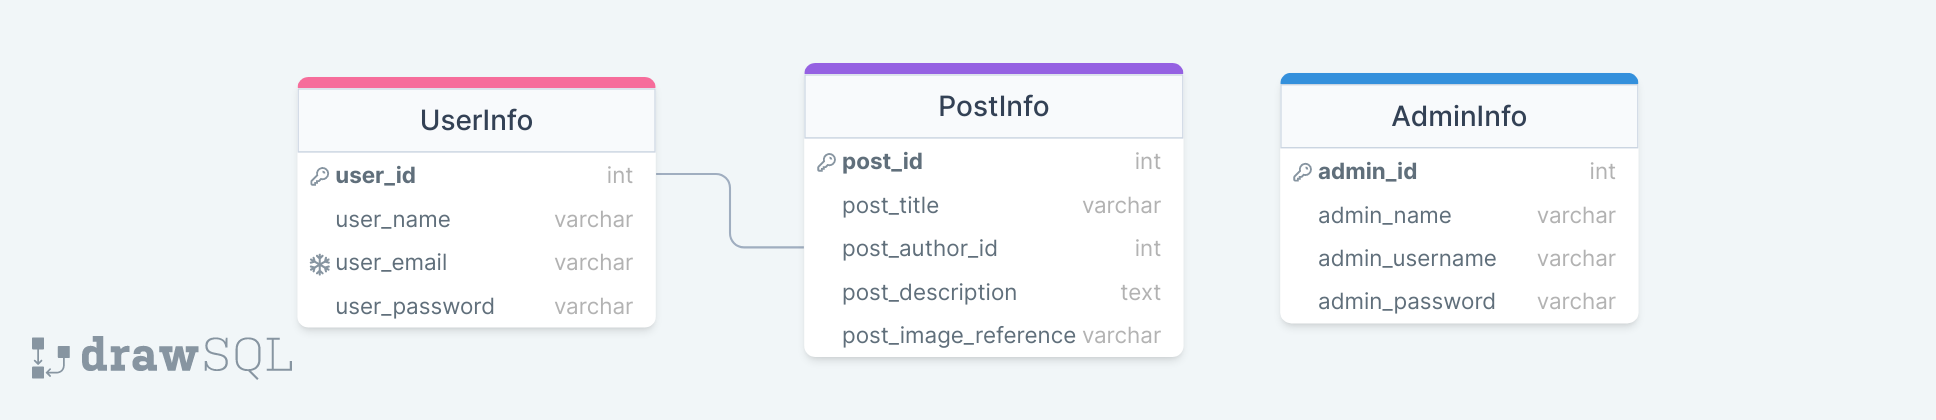 UserInfo
user_id int
user_name varchar
user_email varchar
user_password varchar
PostInfo
post_id int
post_title varchar
post_author_id int
post_description text
post_image_reference varchar
AdminInfo
admin_id int
admin_name varchar
admin_username varchar
admin_password varchar
drawSQL